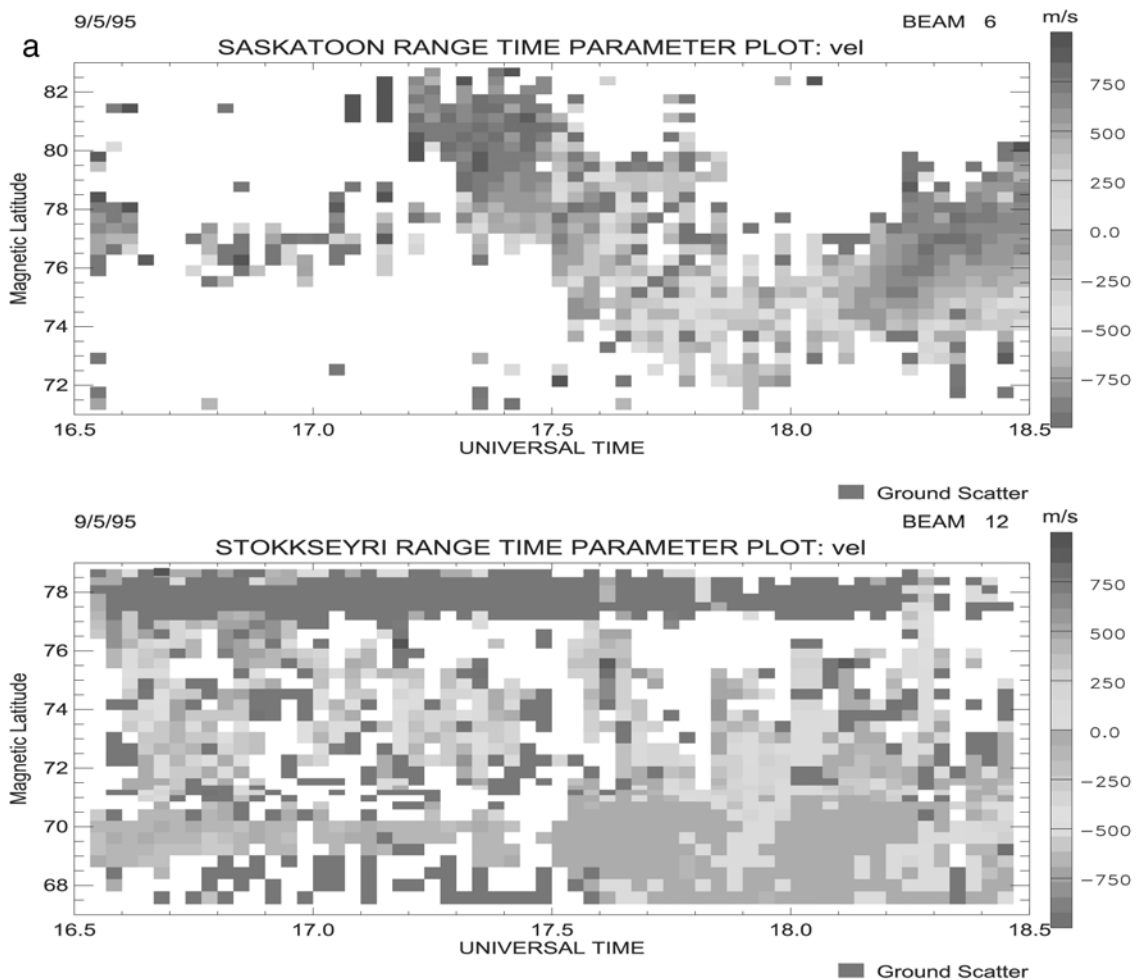 9/5/95 BEAM 6 m/s
a SASKATOON RANGE TIME PARAMETER PLOT: vel
82
80
78
76
74
72
Magnetic Latitude
750
500
250
0.0
−250
−500
−750
16.5 17.0 17.5 18.0 18.5
UNIVERSAL TIME
Ground Scatter
9/5/95 BEAM 12 m/s
STOKKSEYRI RANGE TIME PARAMETER PLOT: vel
78
76
74
72
70
68
Magnetic Latitude
750
500
250
0.0
−250
−500
−750
16.5 17.0 17.5 18.0 18.5
UNIVERSAL TIME
Ground Scatter